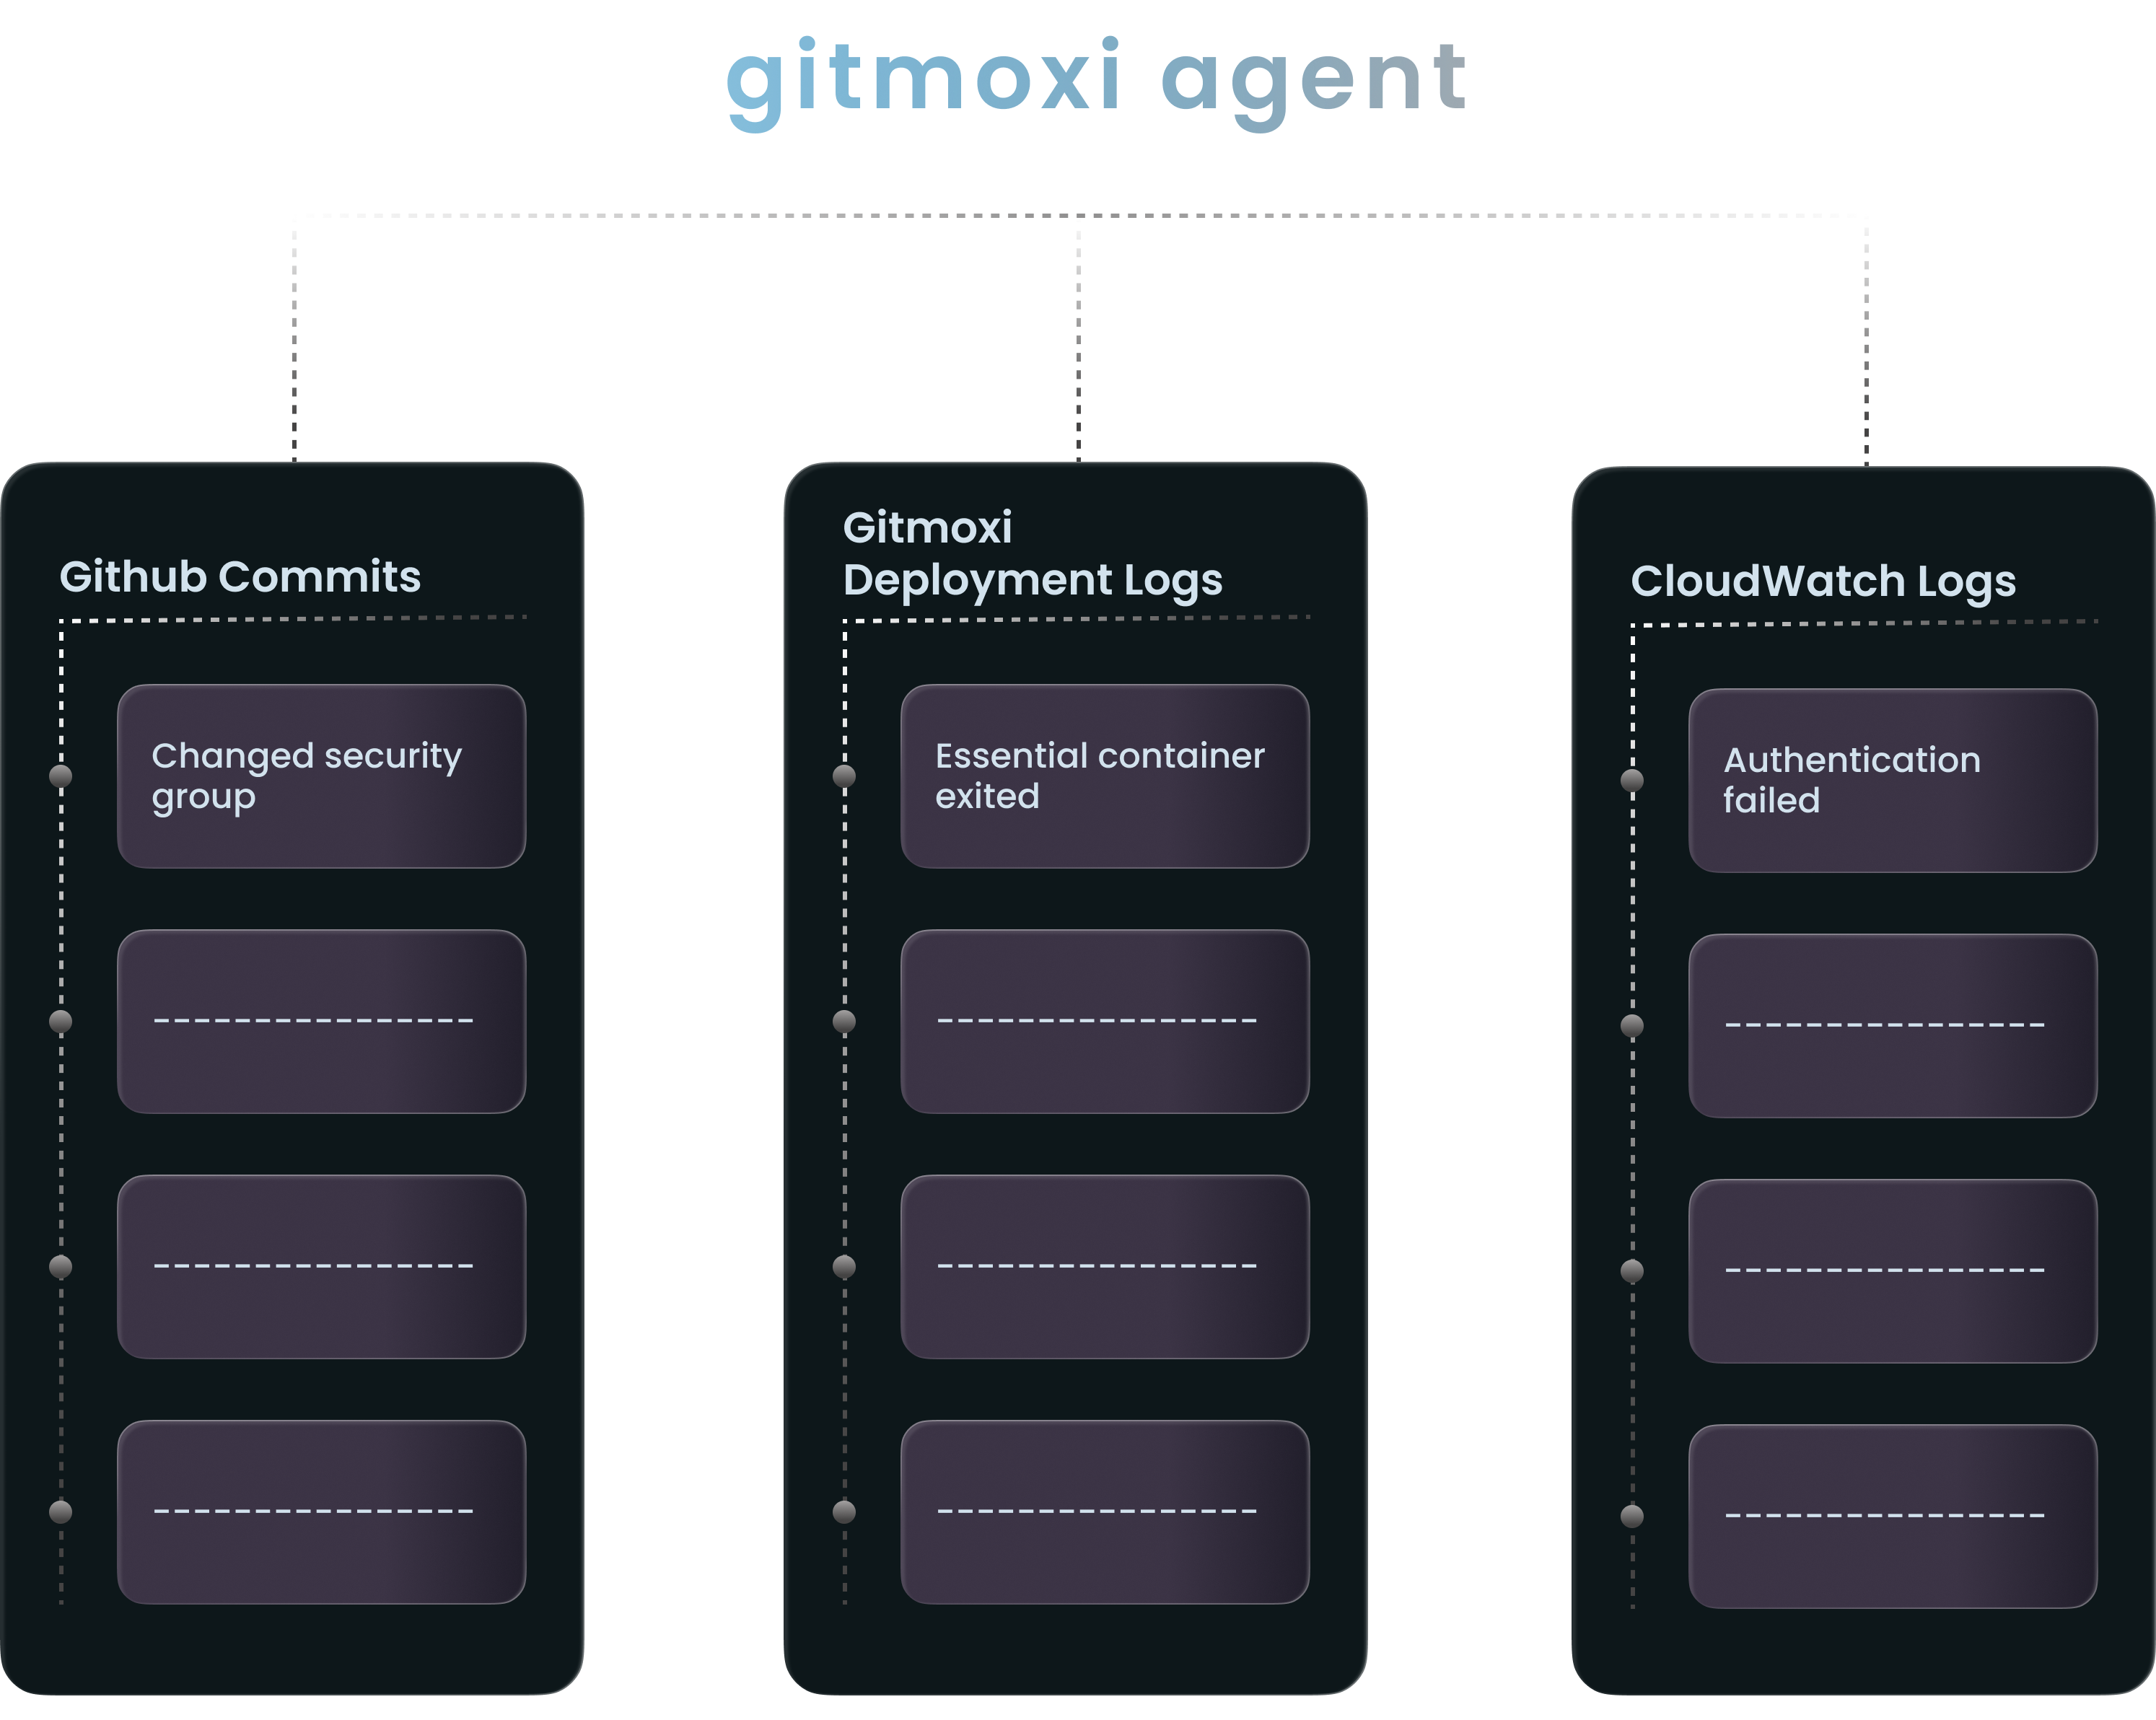 gitmoxi agent
Github Commits
Changed security
group
Gitmoxi
Deployment Logs
Essential container
exited
CloudWatch Logs
Authentication
failed